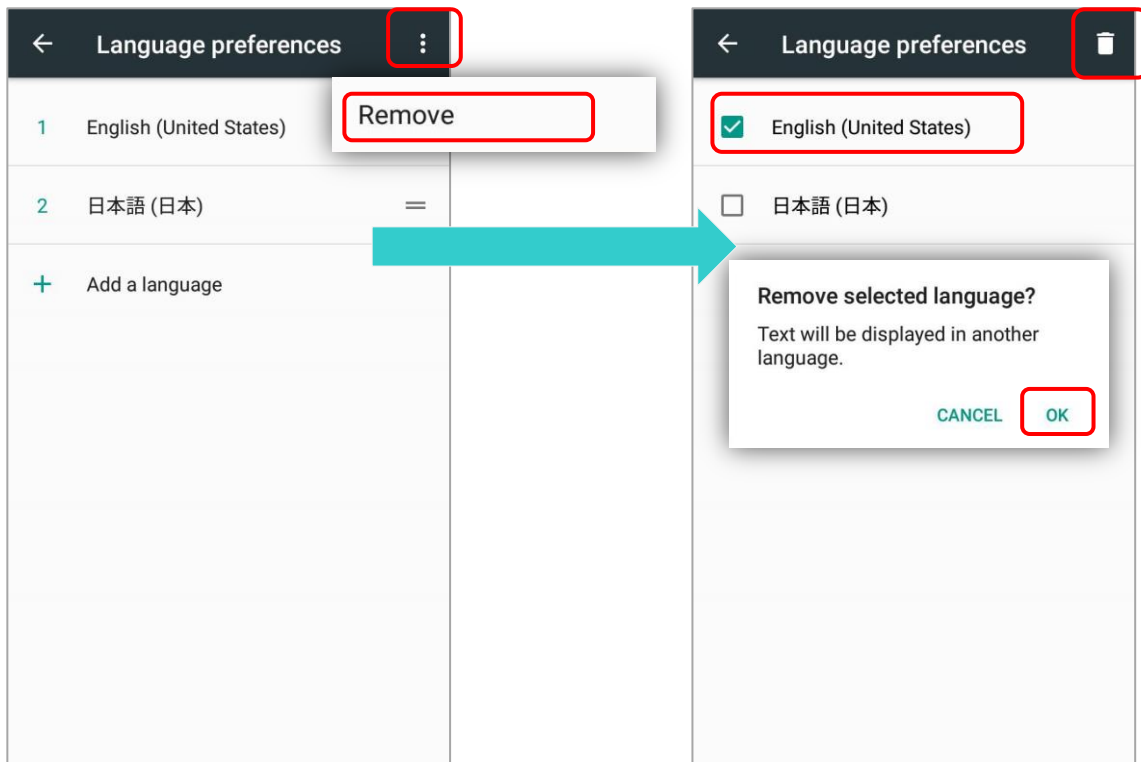 Language preferences
Remove
1 English (United States)
2 日本語 (日本)
+ Add a language
Language preferences
English (United States)
日本語 (日本)
Remove selected language?
Text will be displayed in another
language.
CANCEL OK